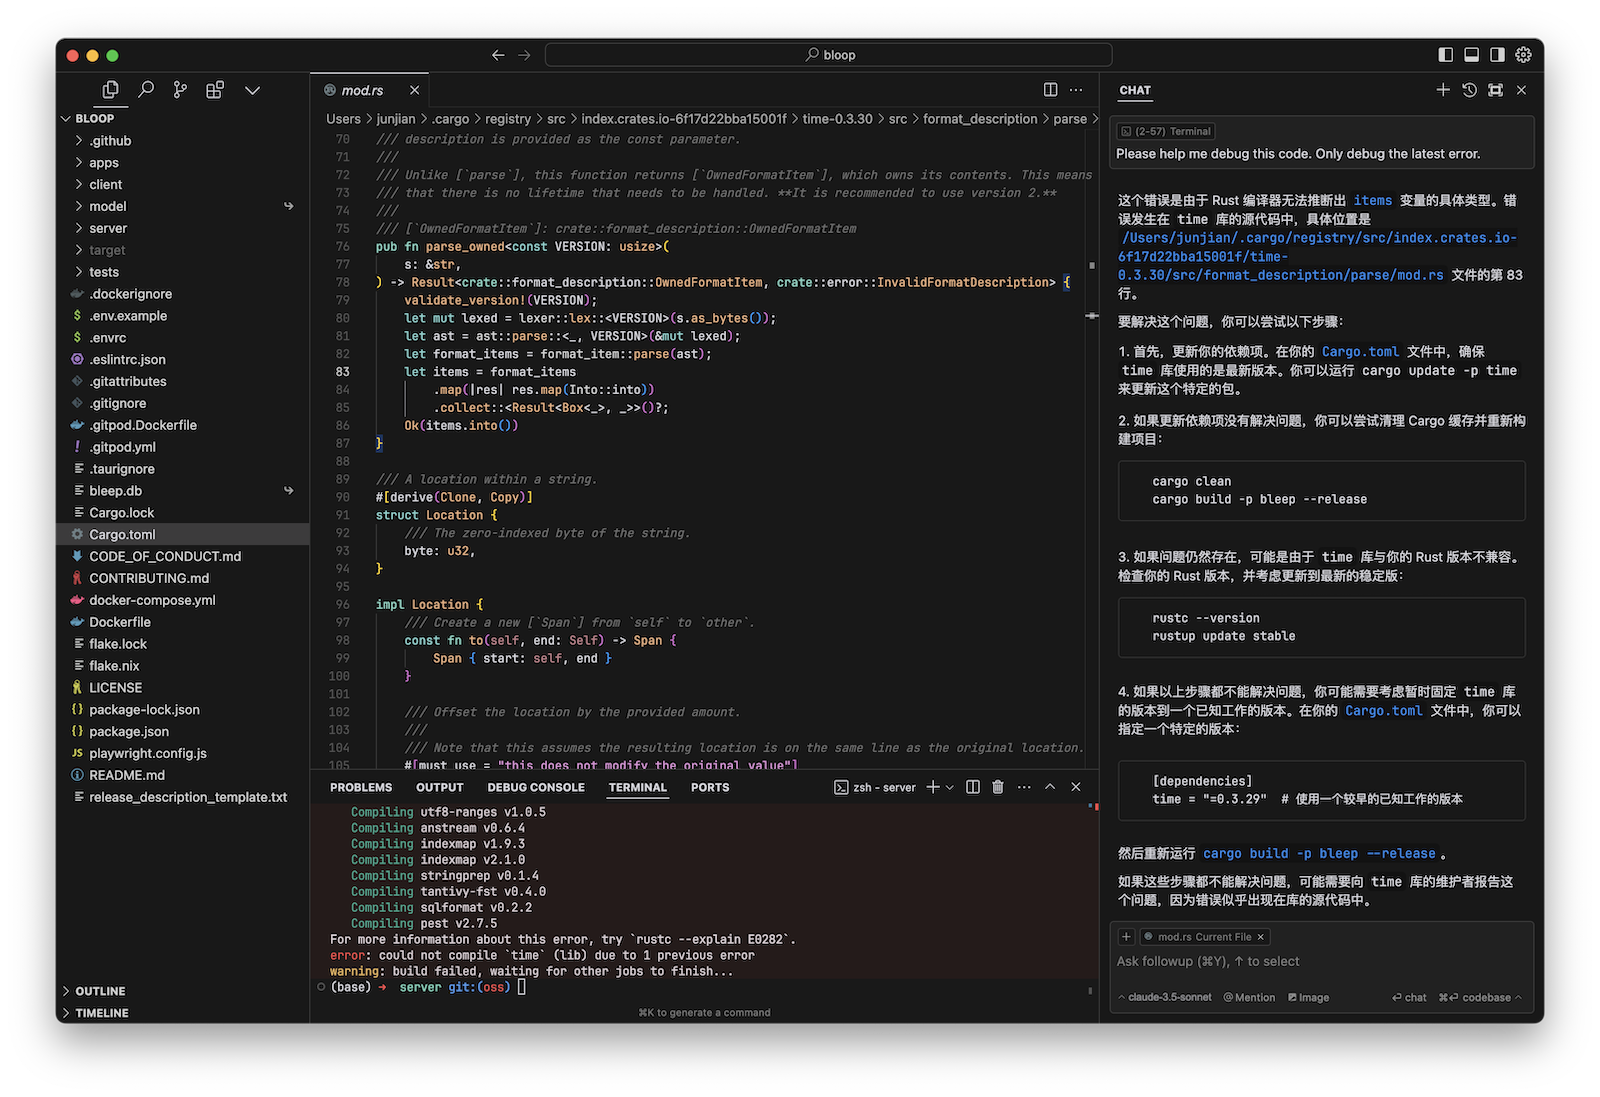 bloop
BLOOP
.github
apps
client
model
server
target
tests
.dockerignore
$ .env.example
$ .envrc
.eslintrc.json
.gitattributes
.gitignore
.gitpod.Dockerfile
! .gitpod.yml
.taurignore
bleep.db
Cargo.lock
Cargo.toml
CODE_OF_CONDUCT.md
CONTRIBUTING.md
docker-compose.yml
Dockerfile
flake.lock
flake.nix
LICENSE
{} package-lock.json
{} package.json
JS playwright.config.js
README.md
release_description_template.txt
OUTLINE
TIMELINE
mod.rs
Users > junjian > .cargo > registry > src > index.crates.io-6f17d22bba15001f > time-0.3.30 > src > format_description > parse >
70 /// description is provided as the const parameter.
71 ///
72 /// Unlike [`parse`], this function returns [`OwnedFormatItem`], which owns its contents. This means
73 /// that there is no lifetime that needs to be handled. **It is recommended to use version 2.**
74 ///
75 /// [`OwnedFormatItem`]: crate::format_description::OwnedFormatItem
76 pub fn parse_owned<const VERSION: usize>(
77 s: &str,
78 ) -> Result<crate::format_description::OwnedFormatItem, crate::error::InvalidFormatDescription> {
79 validate_version!(VERSION);
80 let mut lexed = lexer::lex::<VERSION>(s.as_bytes());
81 let ast = ast::parse::<_, VERSION>(&mut lexed);
82 let format_items = format_item::parse(ast);
83 let items = format_items
84 .map(|res| res.map(Into::into))
85 .collect::<Result<Box<_>, _>>()?;
86 Ok(items.into())
87 }
88
89 /// A location within a string.
90 #[derive(Clone, Copy)]
91 struct Location {
92 /// The zero-indexed byte of the string.
93 byte: u32,
94 }
95
96 impl Location {
97 /// Create a new [`Span`] from `self` to `other`.
98 const fn to(self, end: Self) -> Span {
99 Span { start: self, end }
100 }
101
102 /// Offset the location by the provided amount.
103 ///
104 /// Note that this assumes the resulting location is on the same line as the original location.
105 #[must_use = "this does not modify the original value"]
PROBLEMS OUTPUT DEBUG CONSOLE TERMINAL PORTS
zsh - server
Compiling utf8-ranges v1.0.5
Compiling anstream v0.6.4
Compiling indexmap v1.9.3
Compiling indexmap v2.1.0
Compiling stringprep v0.1.4
Compiling tantivy-fst v0.4.0
Compiling sqlformat v0.2.2
Compiling pest v2.7.5
For more information about this error, try `rustc --explain E0282`.
error: could not compile `time` (lib) due to 1 previous error
warning: build failed, waiting for other jobs to finish...
(base) → server git:(oss)
⌘K to generate a command
CHAT
(2-57) Terminal
Please help me debug this code. Only debug the latest error.
这个错误是由于 Rust 编译器无法推断出 items 变量的具体类型。错
误发生在 time 库的源代码中，具体位置是
/Users/junjian/.cargo/registry/src/index.crates.io-
6f17d22bba15001f/time-
0.3.30/src/format_description/parse/mod.rs 文件的第 83
行。
要解决这个问题，你可以尝试以下步骤：
1. 首先，更新你的依赖项。在你的 Cargo.toml 文件中，确保
time 库使用的是最新版本。你可以运行 cargo update -p time
来更新这个特定的包。
2. 如果更新依赖项没有解决问题，你可以尝试清理 Cargo 缓存并重新构
建项目：
cargo clean
cargo build -p bleep --release
3. 如果问题仍然存在，可能是由于 time 库与你的 Rust 版本不兼容。
检查你的 Rust 版本，并考虑更新到最新的稳定版：
rustc --version
rustup update stable
4. 如果以上步骤都不能解决问题，你可能需要考虑暂时固定 time 库
的版本到一个已知工作的版本。在你的 Cargo.toml 文件中，你可以
指定一个特定的版本：
[dependencies]
time = "=0.3.29" # 使用一个较早的已知工作的版本
然后重新运行 cargo build -p bleep --release 。
如果这些步骤都不能解决问题，可能需要向 time 库的维护者报告这
个问题，因为错误似乎出现在库的源代码中。
+ mod.rs Current File ×
Ask followup (⌘Y), ↑ to select
claude-3.5-sonnet @ Mention Image
chat ⌘ codebase